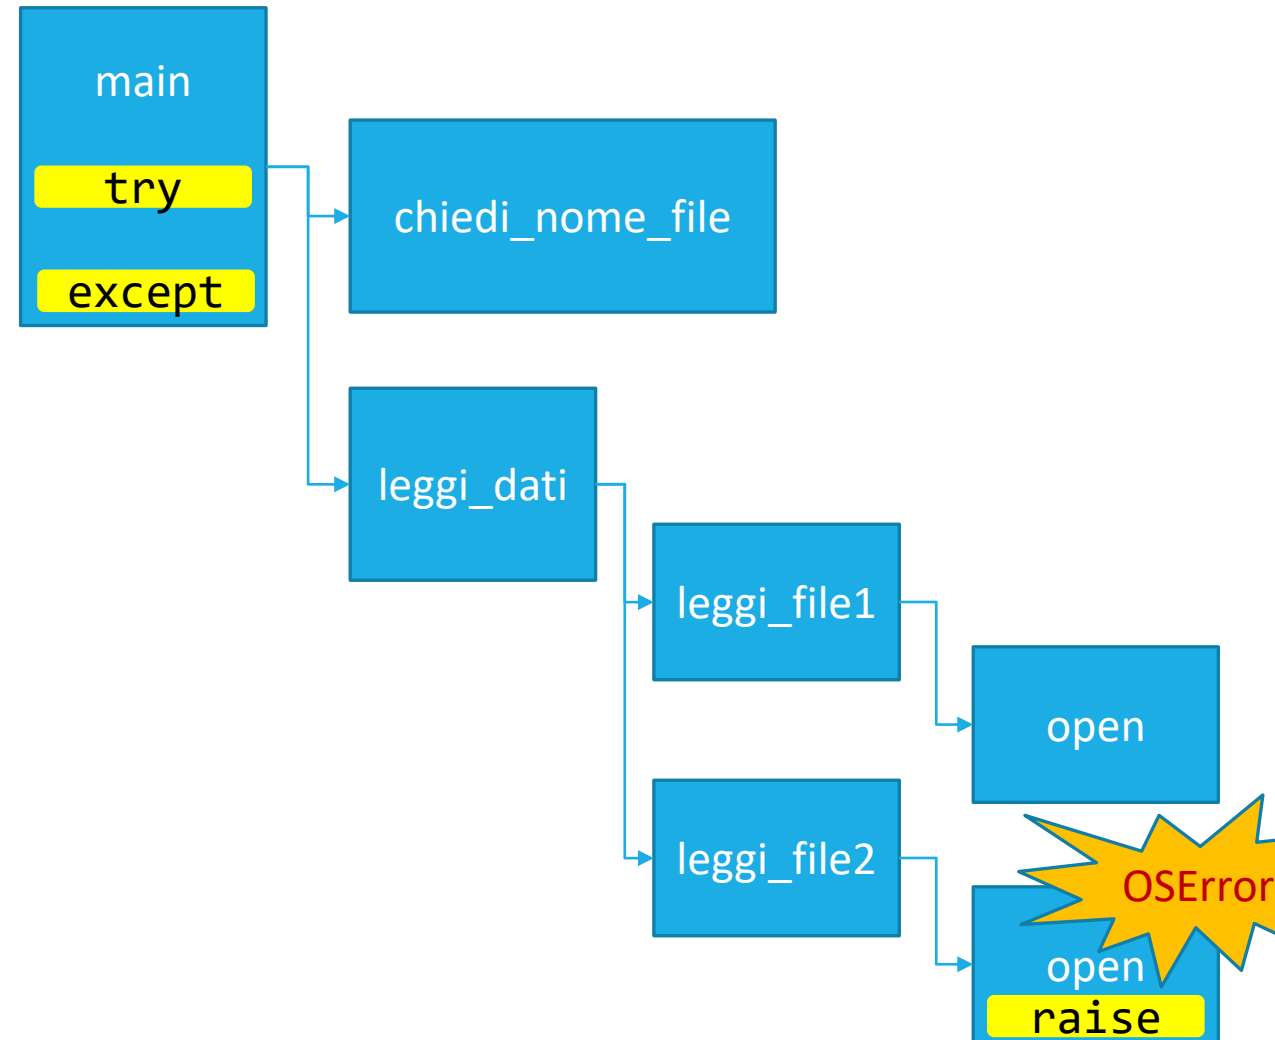 main
try
except
chiedi_nome_file
leggi_dati
leggi_file1
open
leggi_file2
OSError
open
raise